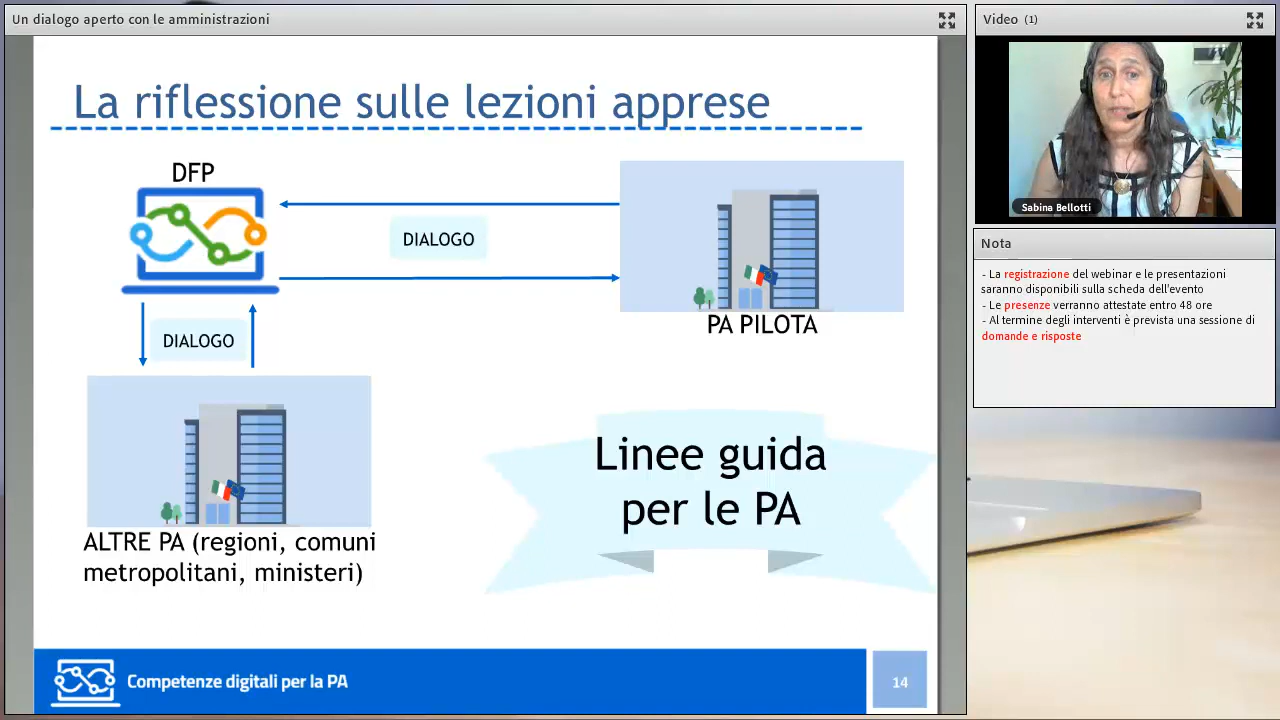 Un dialogo aperto con le amministrazioni
La riflessione sulle lezioni apprese
DFP
DIALOGO
PA PILOTA
DIALOGO
ALTRE PA (regioni, comuni
metropolitani, ministeri)
Linee guida
per le PA
Competenze digitali per la PA
14
Video (1)
Sabina Bellotti
Nota
- La registrazione del webinar e le presentazioni
saranno disponibili sulla scheda dell'evento
- Le presenze verranno attestate entro 48 ore
- Al termine degli interventi è prevista una sessione di
domande e risposte